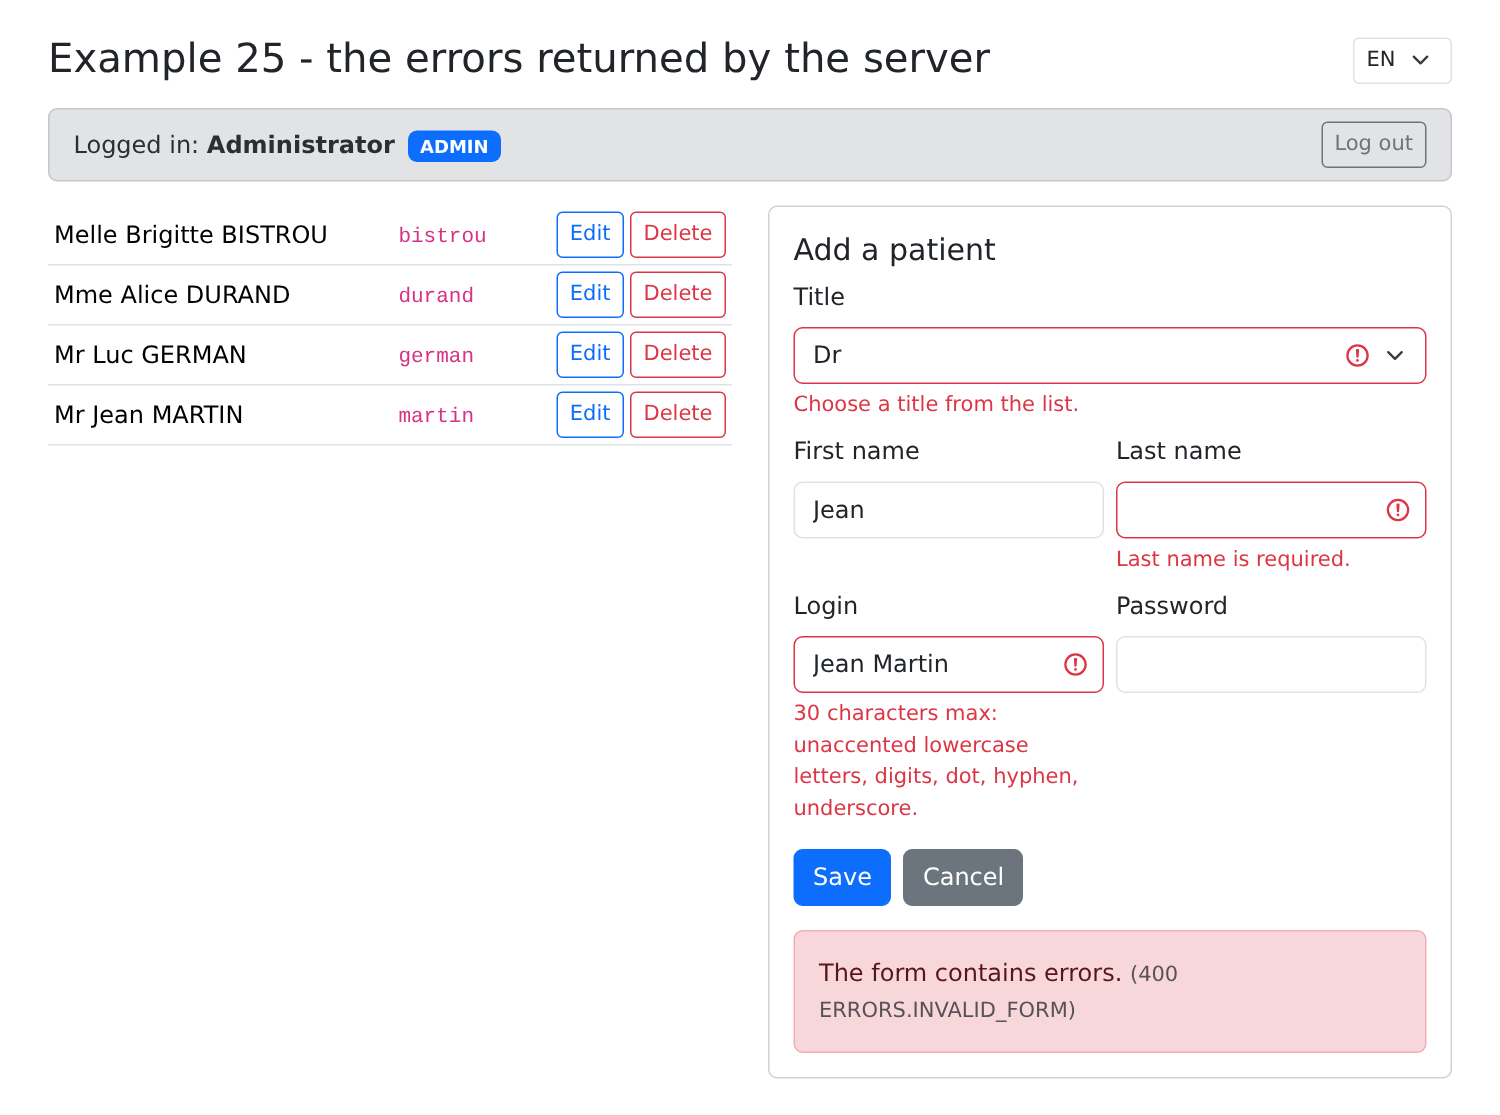 Example 25 - the errors returned by the server
EN
Logged in: Administrator ADMIN
Log out
Melle Brigitte BISTROU bistrou Edit Delete
Mme Alice DURAND durand Edit Delete
Mr Luc GERMAN german Edit Delete
Mr Jean MARTIN martin Edit Delete
Add a patient
Title
Dr
Choose a title from the list.
First name Last name
Jean
Last name is required.
Login Password
Jean Martin
30 characters max:
unaccented lowercase
letters, digits, dot, hyphen,
underscore.
Save Cancel
The form contains errors. (400
ERRORS.INVALID_FORM)